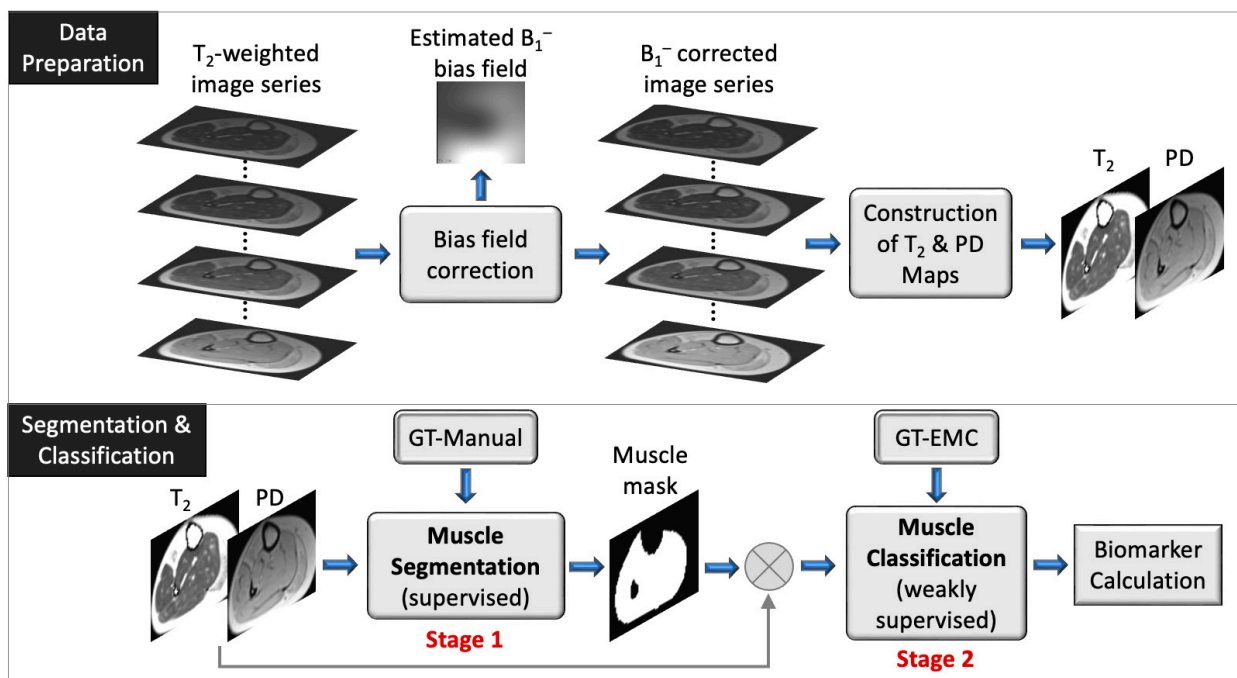 Data
Preparation
T₂-weighted
image series
Estimated B₁⁻
bias field
B₁⁻ corrected
image series
Bias field
correction
Construction
of T₂ & PD
Maps
T₂
PD
Segmentation &
Classification
GT-Manual
GT-EMC
T₂
PD
Muscle
Segmentation
(supervised)
Stage 1
Muscle
mask
Muscle
Classification
(weakly
supervised)
Stage 2
Biomarker
Calculation